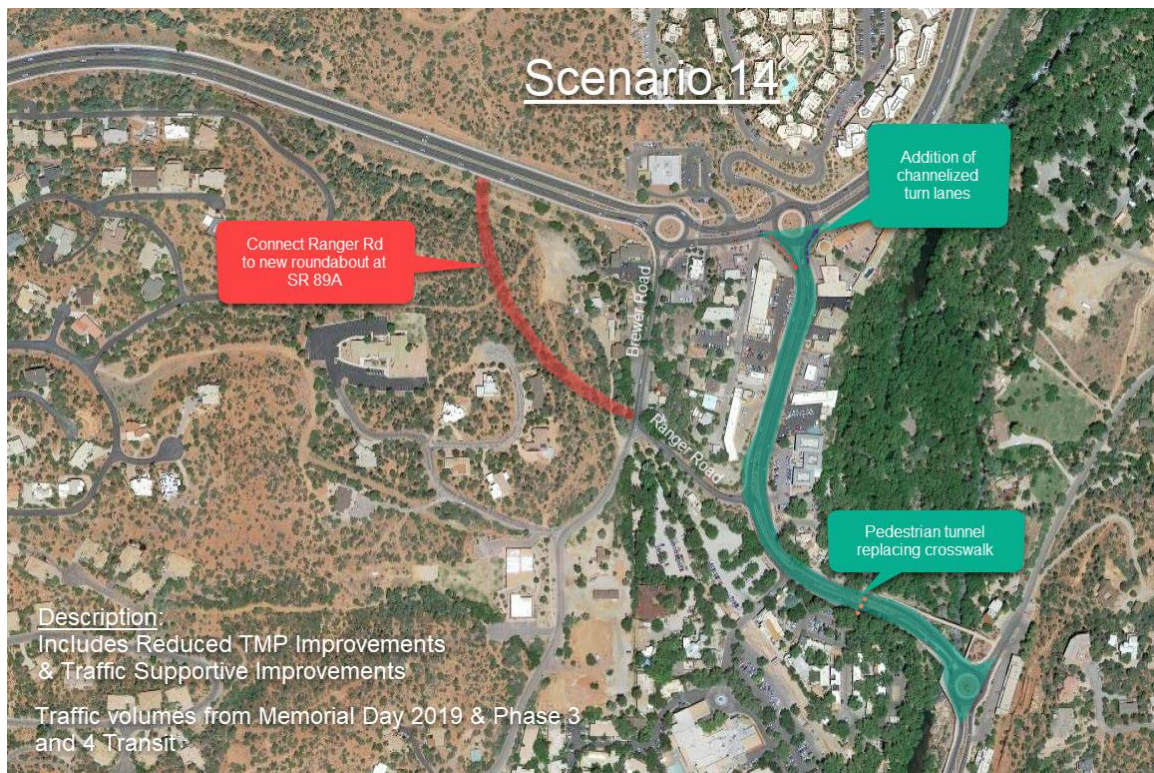 Scenario 14
Addition of
channelized
turn lanes
Connect Ranger Rd
to new roundabout at
SR 89A
Brewer Road
Ranger Road
Pedestrian tunnel
replacing crosswalk
Description:
Includes Reduced TMP Improvements
& Traffic Supportive Improvements
Traffic volumes from Memorial Day 2019 & Phase 3
and 4 Transit